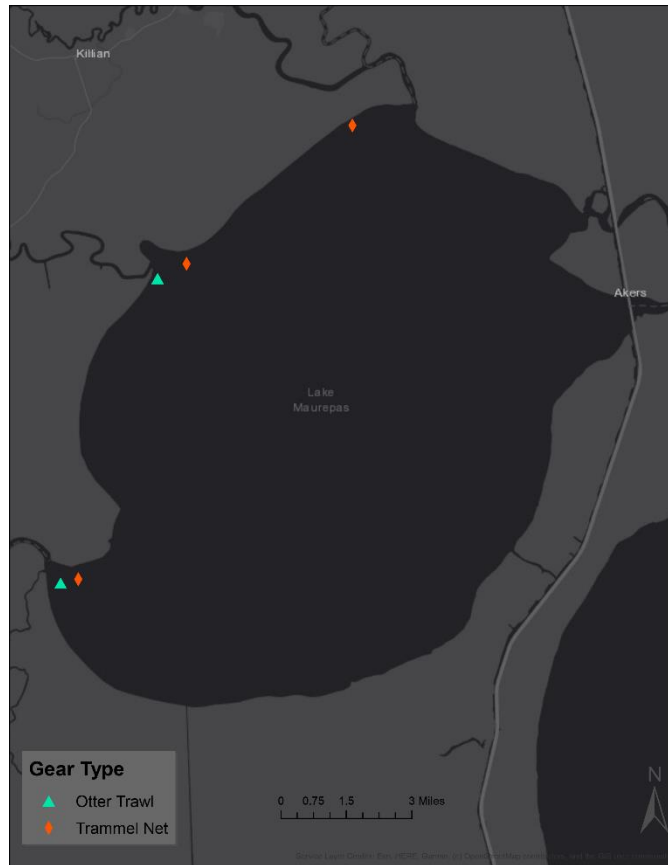 Killian
Akers
Lake
Maurepas
Gear Type
Otter Trawl
Trammel Net
0 0.75 1.5 3 Miles
N